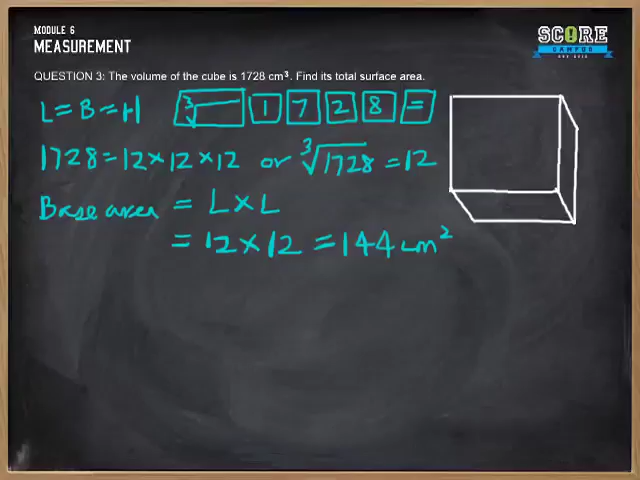 MODULE 6
MEASUREMENT
SCORE
CAMPUS
QUESTION 3: The volume of the cube is 1728 cm³. Find its total surface area.
L = B = H  ∛ 1 7 2 8 =
1728 = 12 × 12 × 12 or ∛1728 = 12
Base area = L × L
= 12 × 12 = 144 cm²